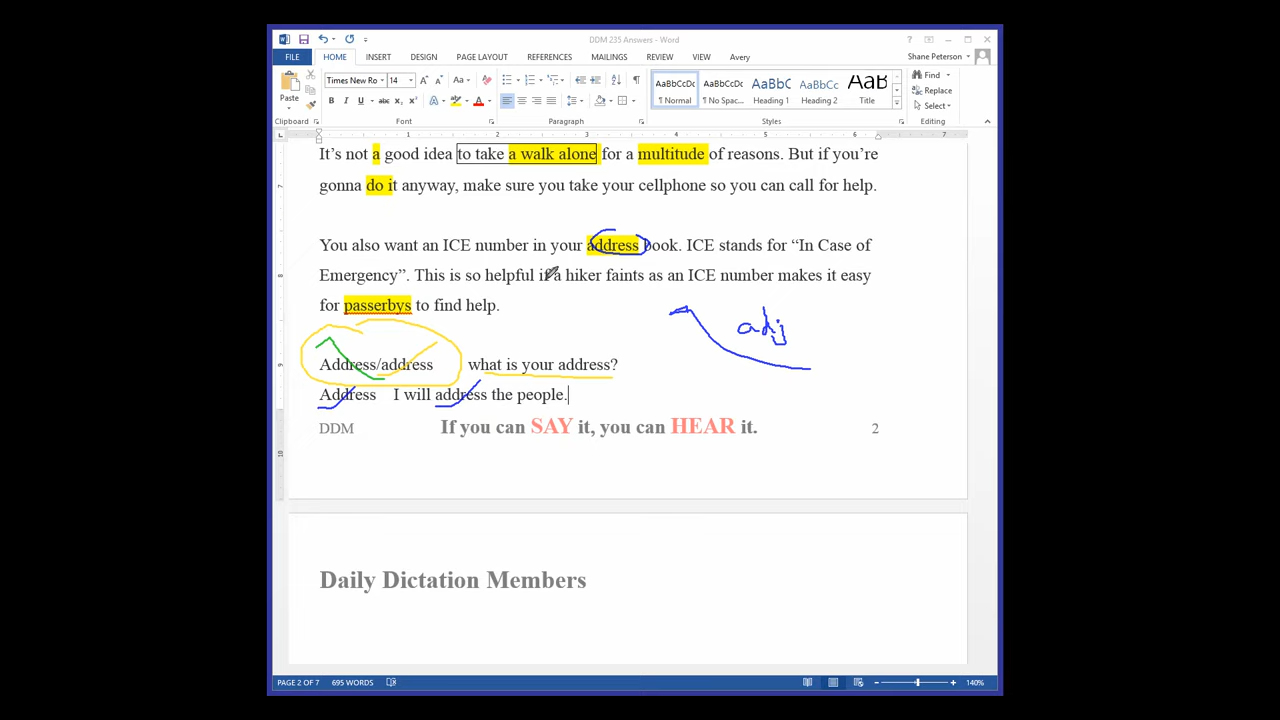 DDM 235 Answers - Word
FILE HOME INSERT DESIGN PAGE LAYOUT REFERENCES MAILINGS REVIEW VIEW Avery Shane Peterson
Paste
Times New Ro 14
AaBbCcDc AaBbCcDc AaBbC AaBbCc AaB
¶ Normal ¶ No Spac... Heading 1 Heading 2 Title
Find
Replace
Select
Clipboard Font Paragraph Styles Editing
1 2 3 4 5 6 7
It's not a good idea to take a walk alone for a multitude of reasons. But if you're
gonna do it anyway, make sure you take your cellphone so you can call for help.
You also want an ICE number in your address book. ICE stands for “In Case of
Emergency”. This is so helpful if a hiker faints as an ICE number makes it easy
for passerbys to find help.
adj
Address/address what is your address?
Address I will address the people.
DDM If you can SAY it, you can HEAR it. 2
Daily Dictation Members
PAGE 2 OF 7 695 WORDS 140%